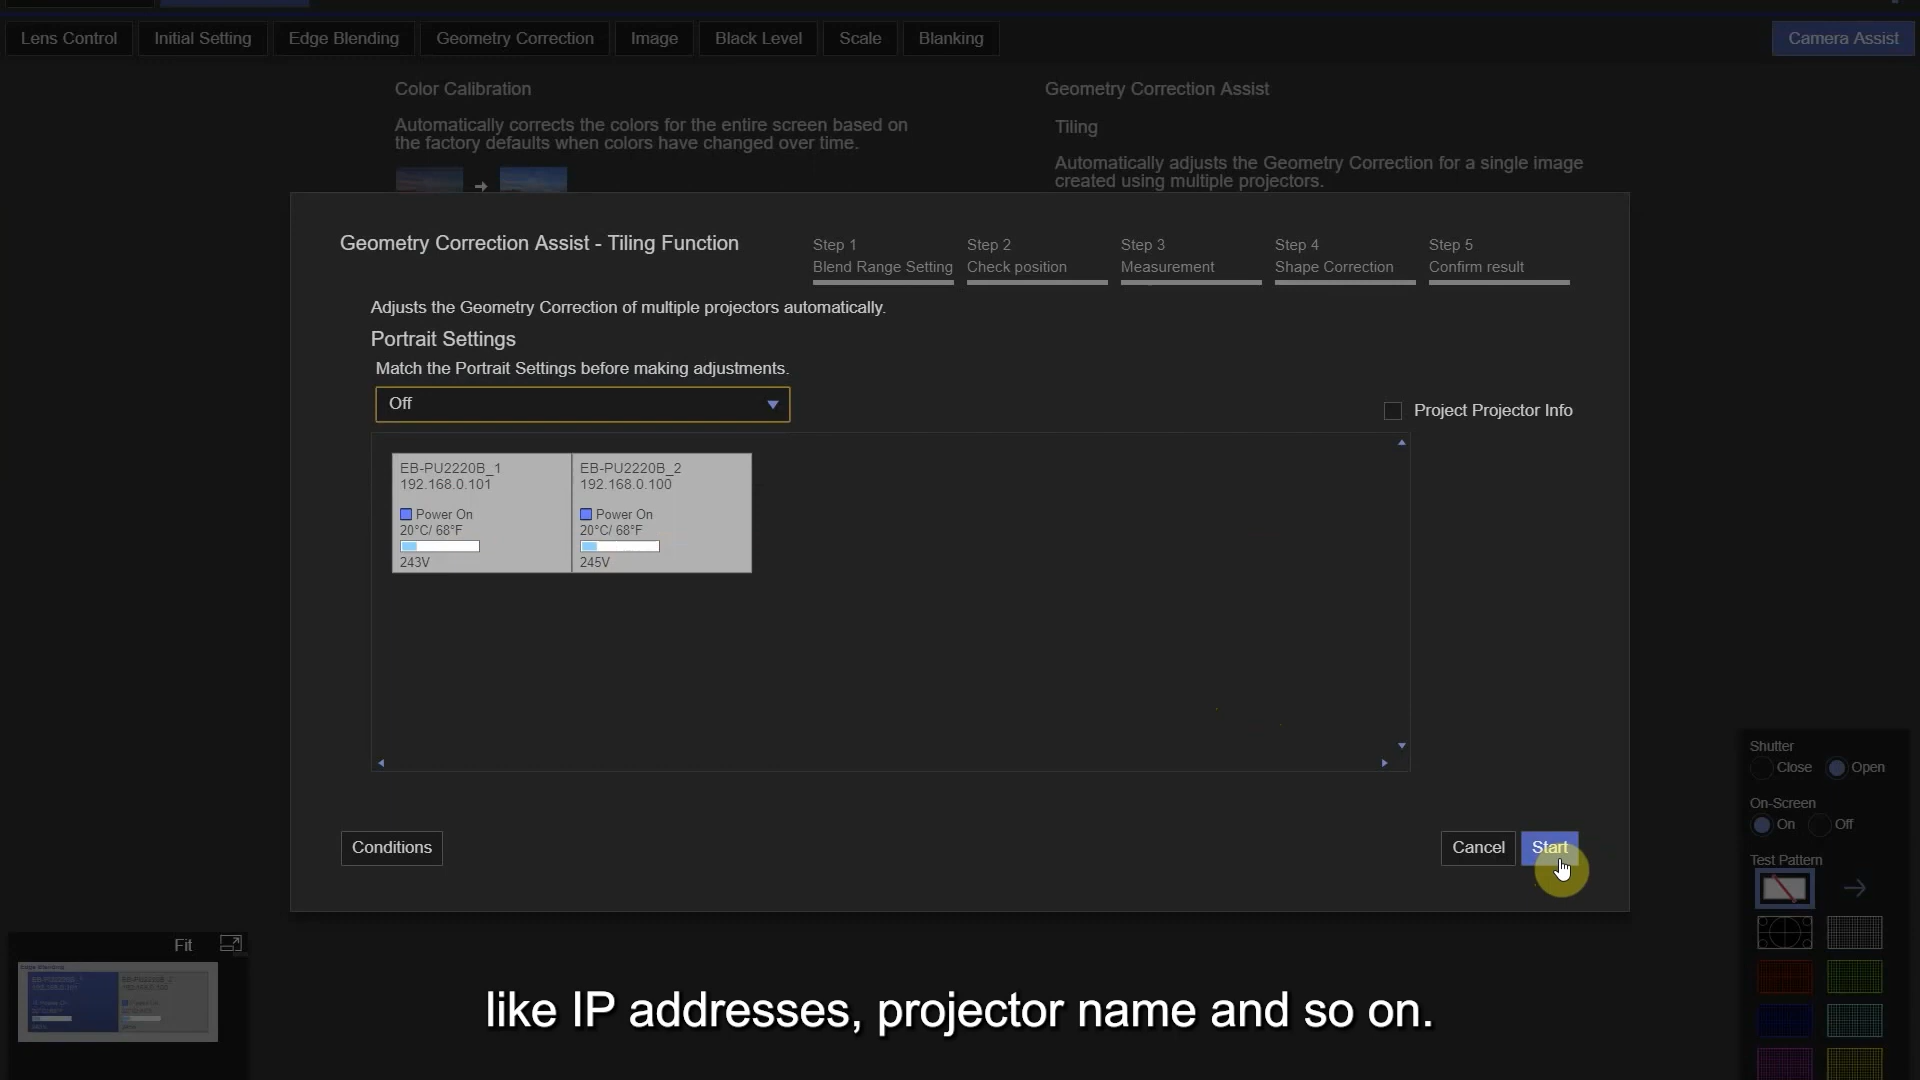 Lens Control
Initial Setting
Edge Blending
Geometry Correction
Image
Black Level
Scale
Blanking
Camera Assist
Color Calibration
Automatically corrects the colors for the entire screen based on
the factory defaults when colors have changed over time.
Geometry Correction Assist
Tiling
Automatically adjusts the Geometry Correction for a single image
created using multiple projectors.
Geometry Correction Assist - Tiling Function
Step 1
Blend Range Setting
Step 2
Check position
Step 3
Measurement
Step 4
Shape Correction
Step 5
Confirm result
Adjusts the Geometry Correction of multiple projectors automatically.
Portrait Settings
Match the Portrait Settings before making adjustments.
Off
Project Projector Info
EB-PU2220B_1
192.168.0.101
Power On
20°C/ 68°F
243V
EB-PU2220B_2
192.168.0.100
Power On
20°C/ 68°F
245V
Conditions
Cancel
Start
Shutter
Close
Open
On-Screen
On
Off
Test Pattern
Fit
Edge Blending
like IP addresses, projector name and so on.